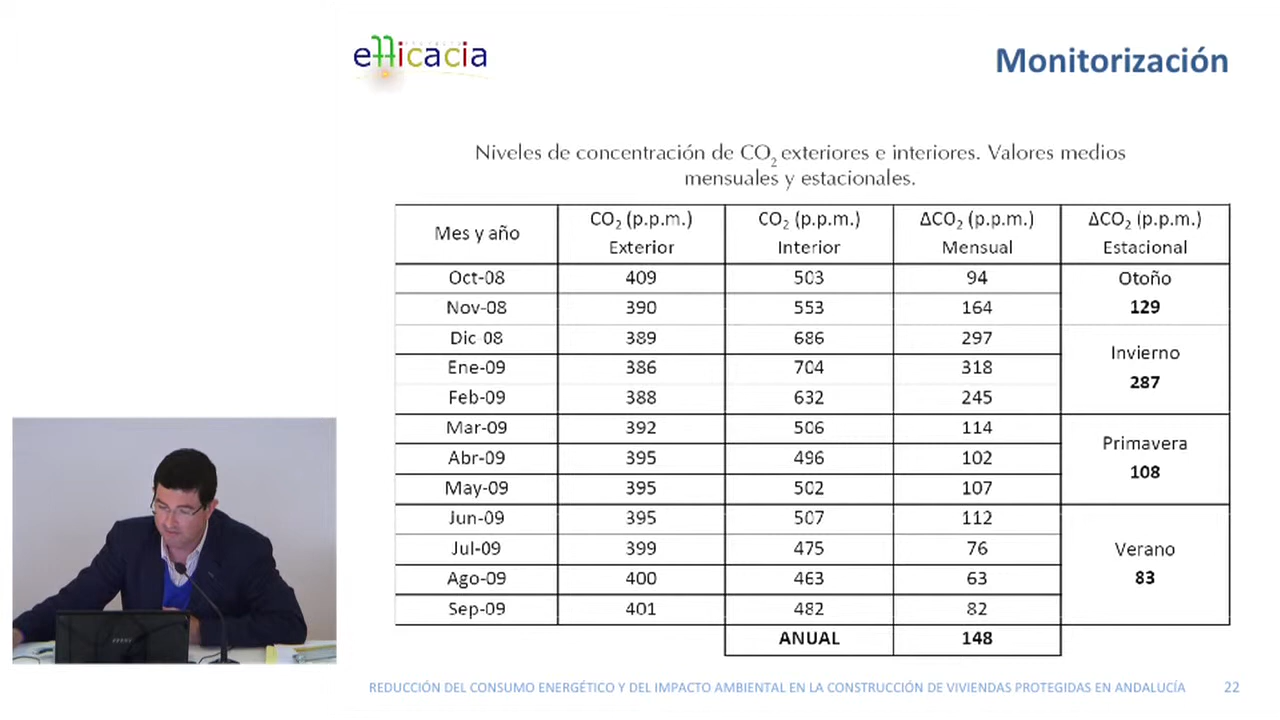 efficacia
Monitorización
Niveles de concentración de CO2 exteriores e interiores. Valores medios
mensuales y estacionales.
Mes y año CO2 (p.p.m.) Exterior CO2 (p.p.m.) Interior ΔCO2 (p.p.m.) Mensual ΔCO2 (p.p.m.) Estacional
Oct-08 409 503 94 Otoño
Nov-08 390 553 164 129
Dic-08 389 686 297
Ene-09 386 704 318 Invierno 287
Feb-09 388 632 245
Mar-09 392 506 114
Abr-09 395 496 102 Primavera 108
May-09 395 502 107
Jun-09 395 507 112
Jul-09 399 475 76 Verano
Ago-09 400 463 63 83
Sep-09 401 482 82
ANUAL 148
REDUCCIÓN DEL CONSUMO ENERGÉTICO Y DEL IMPACTO AMBIENTAL EN LA CONSTRUCCIÓN DE VIVIENDAS PROTEGIDAS EN ANDALUCÍA 22